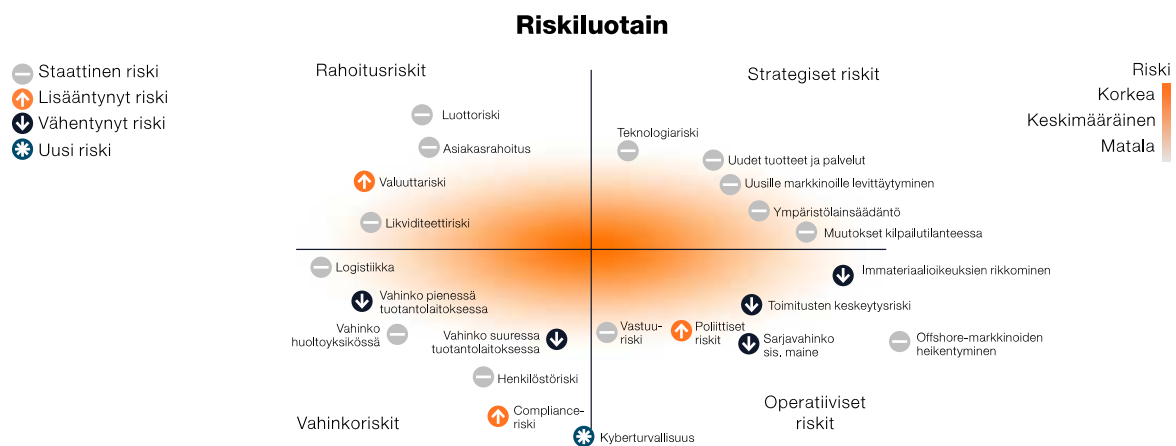 Riskiluotain
Staattinen riski
Lisääntynyt riski
Vähentynyt riski
Uusi riski
Rahoitusriskit
Strategiset riskit
Riski
Korkea
Keskimääräinen
Matala
Luottoriski
Asiakasrahoitus
Valuuttariski
Likviditeettiriski
Teknologiariski
Uudet tuotteet ja palvelut
Uusille markkinoille levittäytyminen
Ympäristölainsäädäntö
Muutokset kilpailutilanteessa
Logistiikka
Vahinko pienessä
tuotantolaitoksessa
Vahinko
huoltoyksikössä
Vahinko suuressa
tuotantolaitoksessa
Henkilöstöriski
Compliance-
riski
Vahinkoriskit
Immateriaalioikeuksien rikkominen
Toimitusten keskeytysriski
Vastuu-
riski
Poliittiset
riskit
Sarjavahinko
sis. maine
Offshore-markkinoiden
heikentyminen
Operatiiviset
riskit
Kyberturvallisuus